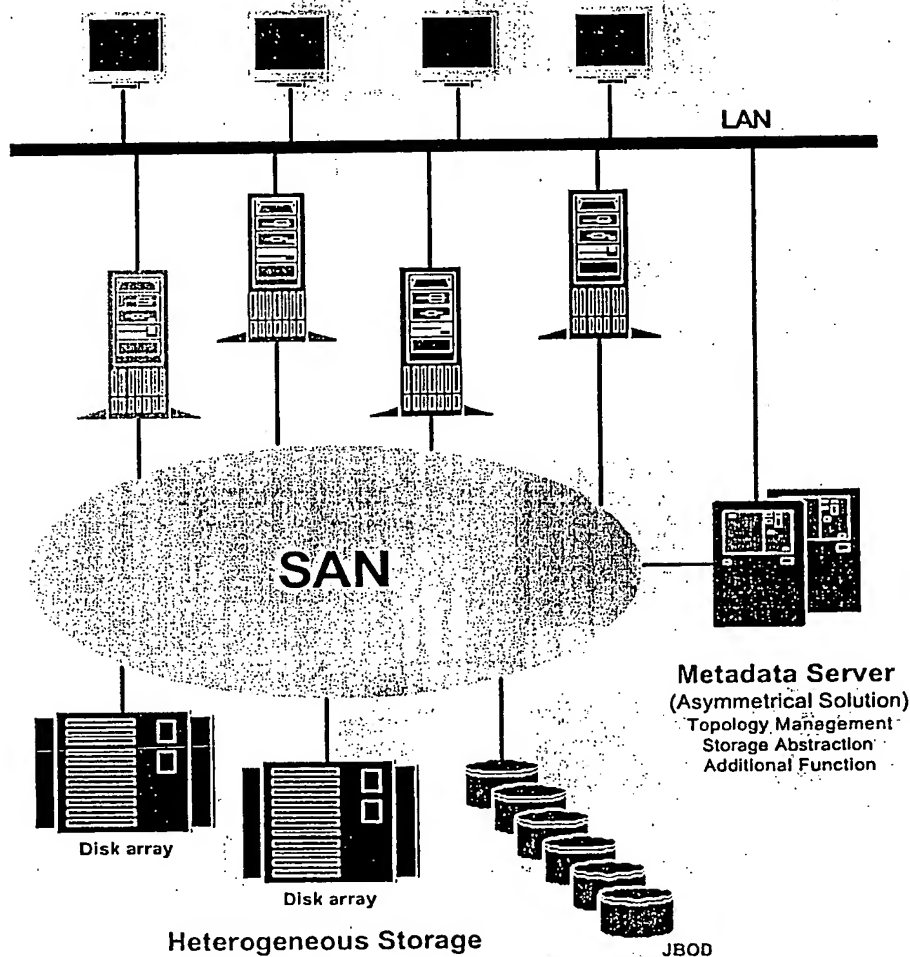 LAN
SAN
Metadata Server
(Asymmetrical Solution)
Topology Management
Storage Abstraction
Additional Function
Disk array
Disk array
Heterogeneous Storage
JBOD